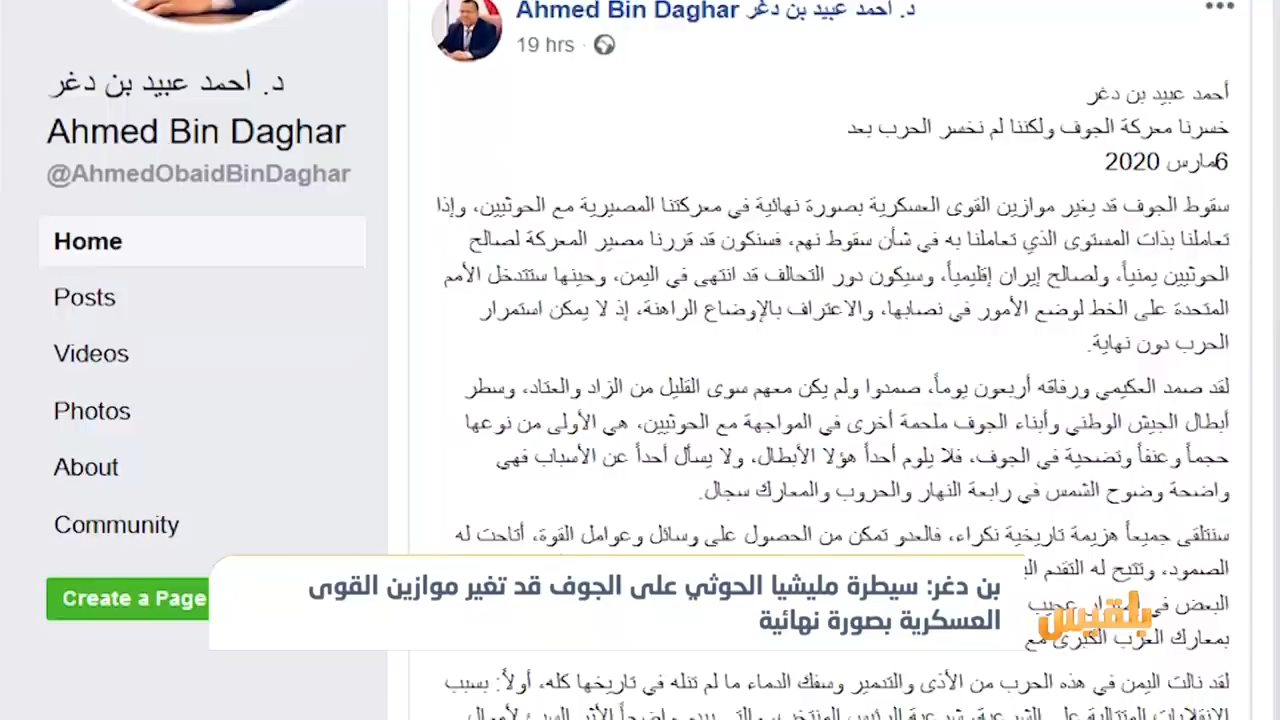 د. احمد عبيد بن دغر
Ahmed Bin Daghar
@AhmedObaidBinDaghar
Home
Posts
Videos
Photos
About
Community
Create a Page
Ahmed Bin Daghar د. احمد عبيد بن دغر
19 hrs
أحمد عبيد بن دغر
خسرنا معركة الجوف ولكننا لم نخسر الحرب بعد
6مارس 2020
سقوط الجوف قد يغير موازين القوى العسكرية بصورة نهائية في معركتنا المصيرية مع الحوثيين، وإذا
تعاملنا بذات المستوى الذي تعاملنا به في شأن سقوط نهم، فسنكون قد قررنا مصير المعركة لصالح
الحوثيين يمنياً، ولصالح إيران إقليمياً، وسيكون دور التحالف قد انتهى في اليمن، وحينها ستتدخل الأمم
المتحدة على الخط لوضع الأمور في نصابها، والاعتراف بالإوضاع الراهنة، إذ لا يمكن استمرار
الحرب دون نهاية.
لقد صمد العكيمي ورفاقه أربعون يوماً، صمدوا ولم يكن معهم سوى القليل من الزاد والعتاد، وسطر
أبطال الجيش الوطني وأبناء الجوف ملحمة أخرى في المواجهة مع الحوثيين، هي الأولى من نوعها
حجماً وعنفاً وتضحية في الجوف، فلا يلوم أحداً هؤلا الأبطال، ولا يسأل أحداً عن الأسباب فهي
واضحة وضوح الشمس في رابعة النهار والحروب والمعارك سجال.
سنتلقى جميعاً هزيمة تاريخية نكراء، فالعدو تمكن من الحصول على وسائل وعوامل القوة، أتاحت له
الصمود، وتتيح له التقدم
البعض في
بمعارك العرب الكبرى مع
لقد نالت اليمن في هذه الحرب من الأذى والتدمير وسفك الدماء ما لم تنله في تاريخها كله، أولاً: بسبب
بن دغر: سيطرة مليشيا الحوثي على الجوف قد تغير موازين القوى
العسكرية بصورة نهائية
بلقيس